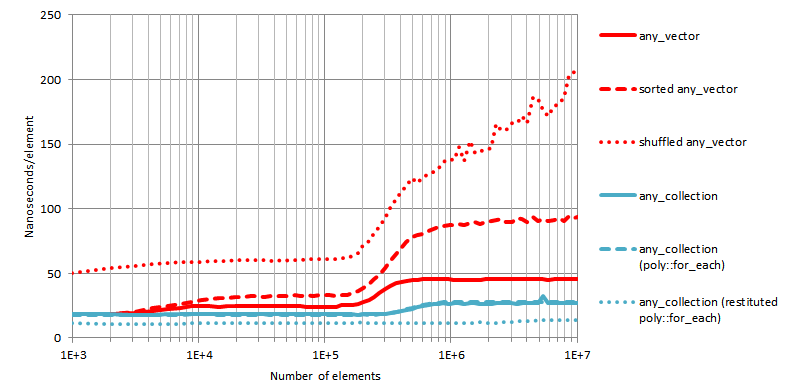 250
200
150
100
50
0
Nanoseconds/element
1E+3
1E+4
1E+5
1E+6
1E+7
Number of elements
any_vector
sorted any_vector
shuffled any_vector
any_collection
any_collection
(poly::for_each)
any_collection (restituted
poly::for_each)